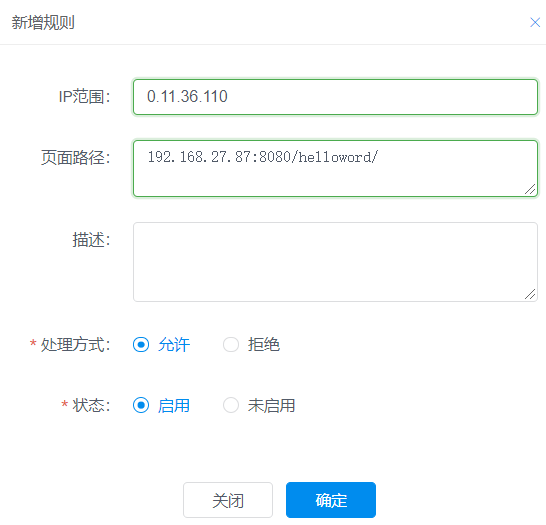 新增规则
IP范围： 0.11.36.110
页面路径： 192.168.27.87:8080/helloword/
描述：
* 处理方式： 允许 拒绝
* 状态： 启用 未启用
关闭 确定